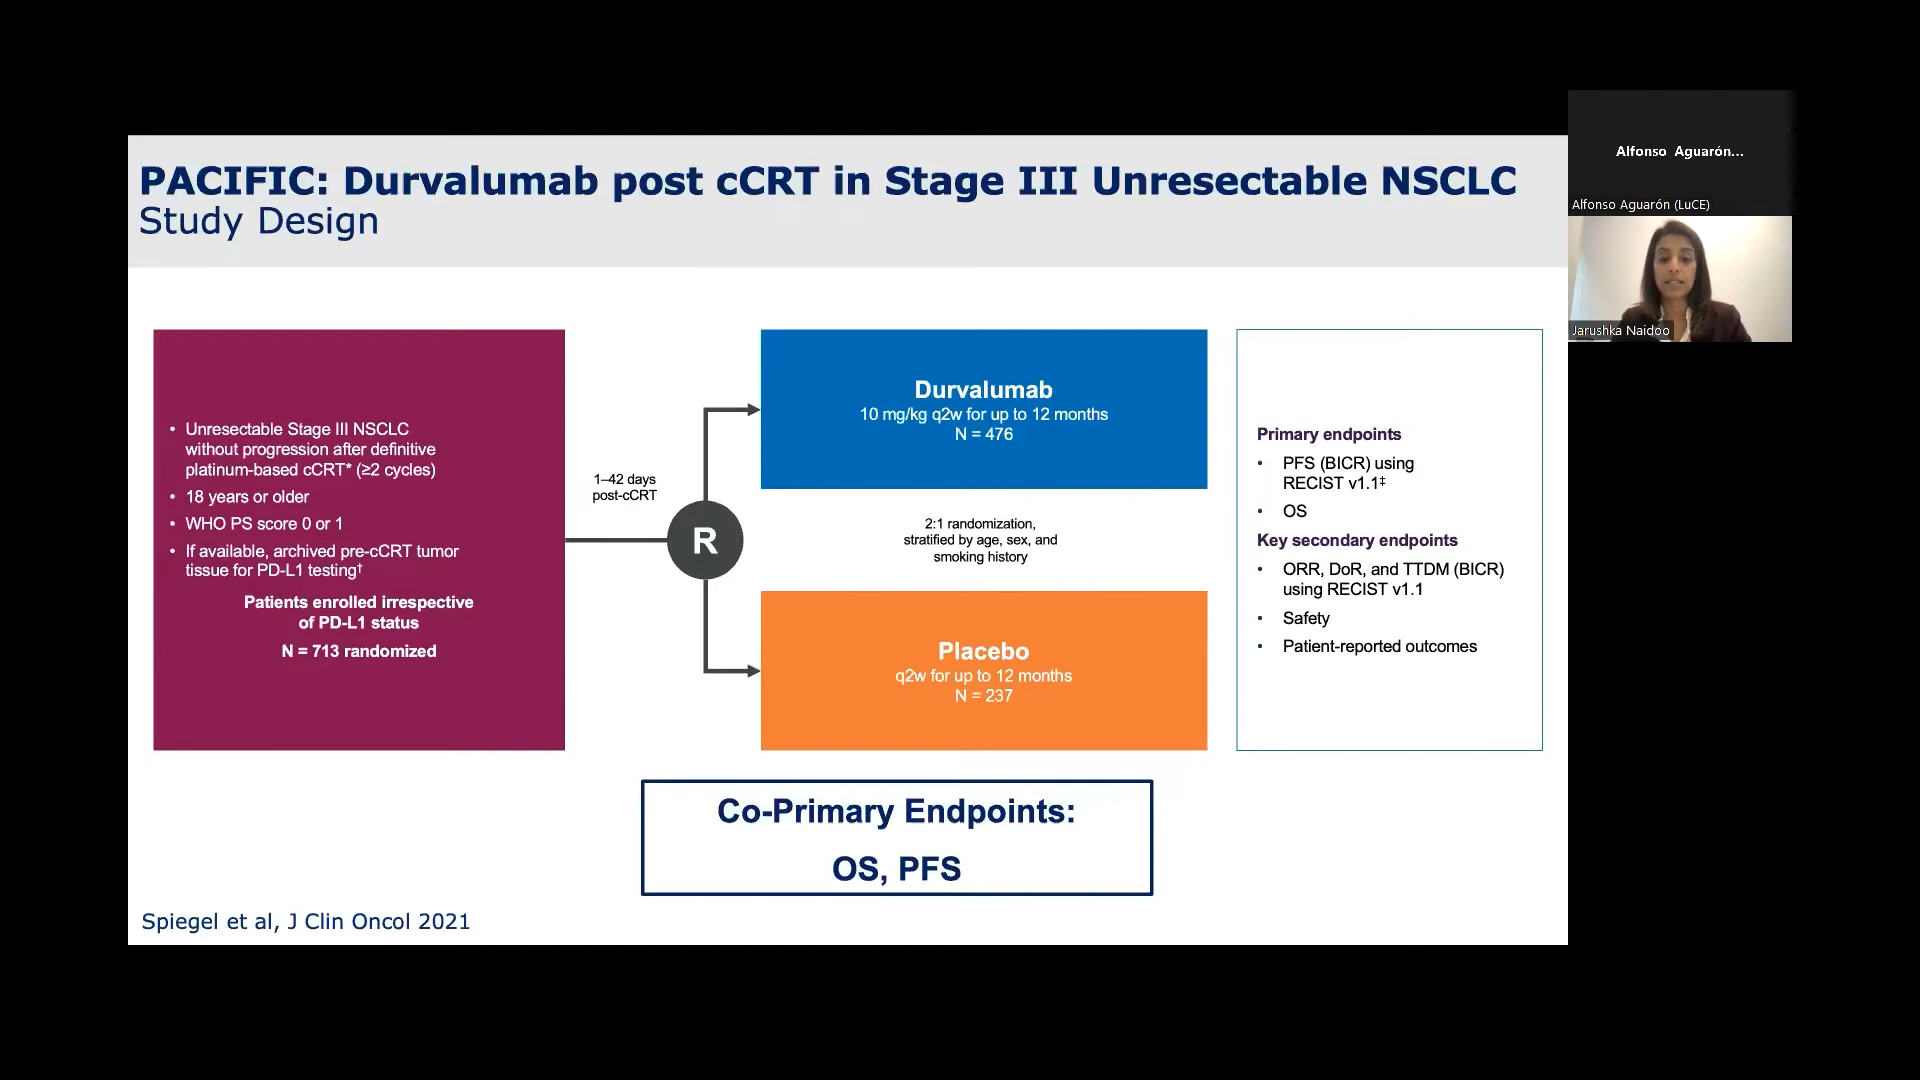 PACIFIC: Durvalumab post cCRT in Stage III Unresectable NSCLC
Study Design
• Unresectable Stage III NSCLC
without progression after definitive
platinum-based cCRT* (≥2 cycles)
• 18 years or older
• WHO PS score 0 or 1
• If available, archived pre-cCRT tumor
tissue for PD-L1 testing†
Patients enrolled irrespective
of PD-L1 status
N = 713 randomized
1–42 days
post-cCRT
R
Durvalumab
10 mg/kg q2w for up to 12 months
N = 476
2:1 randomization,
stratified by age, sex, and
smoking history
Placebo
q2w for up to 12 months
N = 237
Primary endpoints
• PFS (BICR) using
RECIST v1.1‡
• OS
Key secondary endpoints
• ORR, DoR, and TTDM (BICR)
using RECIST v1.1
• Safety
• Patient-reported outcomes
Co-Primary Endpoints:
OS, PFS
Spiegel et al, J Clin Oncol 2021
Alfonso Aguarón...
Alfonso Aguarón (LuCE)
Jarushka Naidoo